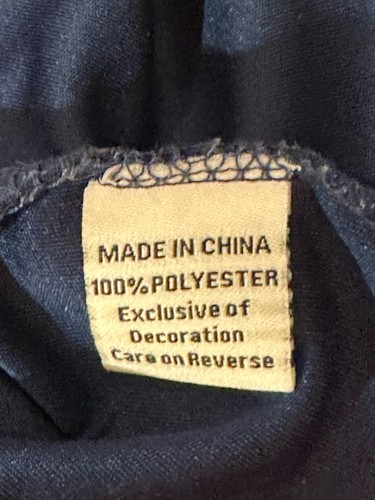 MADE IN CHINA
100%POLYESTER
Exclusive of
Decoration
Care on Reverse